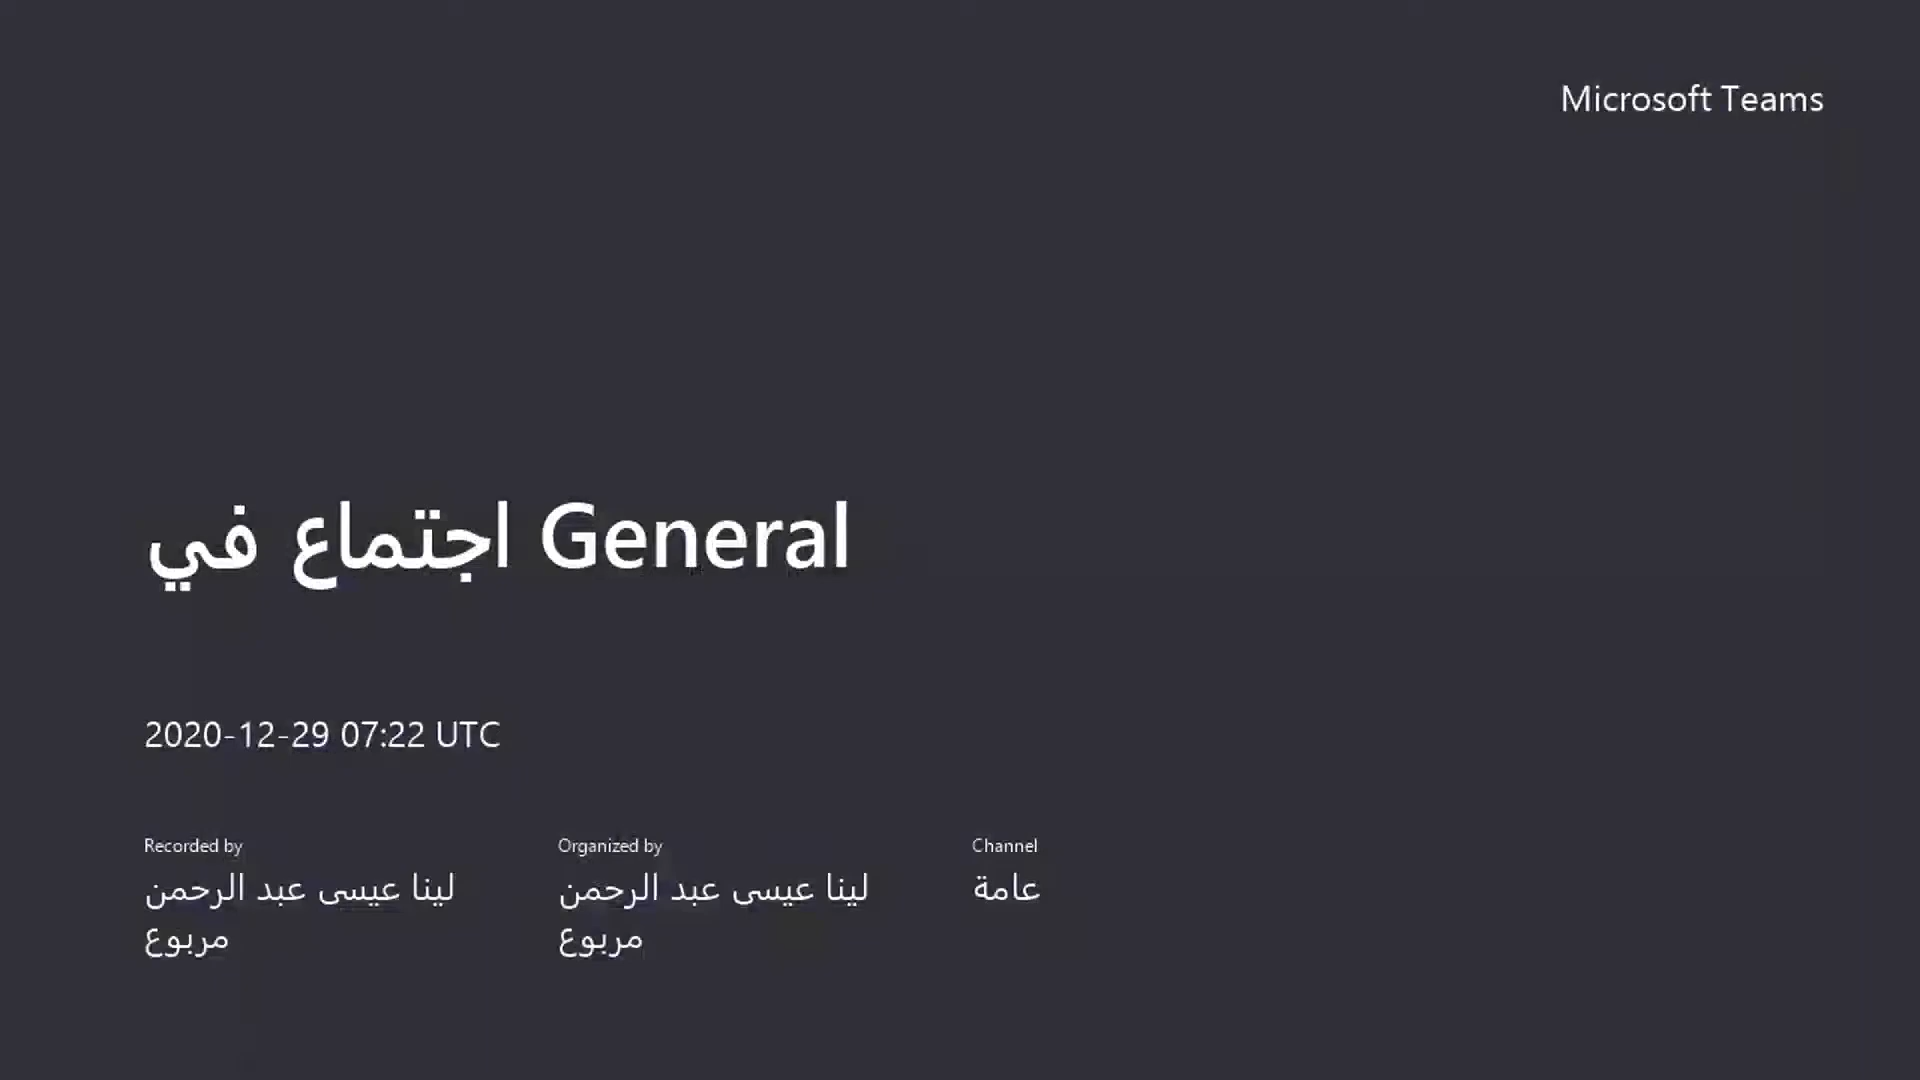 Microsoft Teams
اجتماع في General
2020-12-29 07:22 UTC
Recorded by
لينا عيسى عبد الرحمن
مربوع
Organized by
لينا عيسى عبد الرحمن
مربوع
Channel
عامة